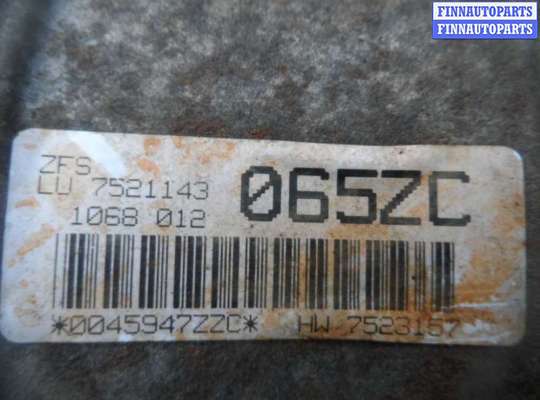 FINNAUTOPARTS
FINNAUTOPARTS
ZFS
LU 7521143
1068 012
065ZC
*0045947ZZC* HW 7523157